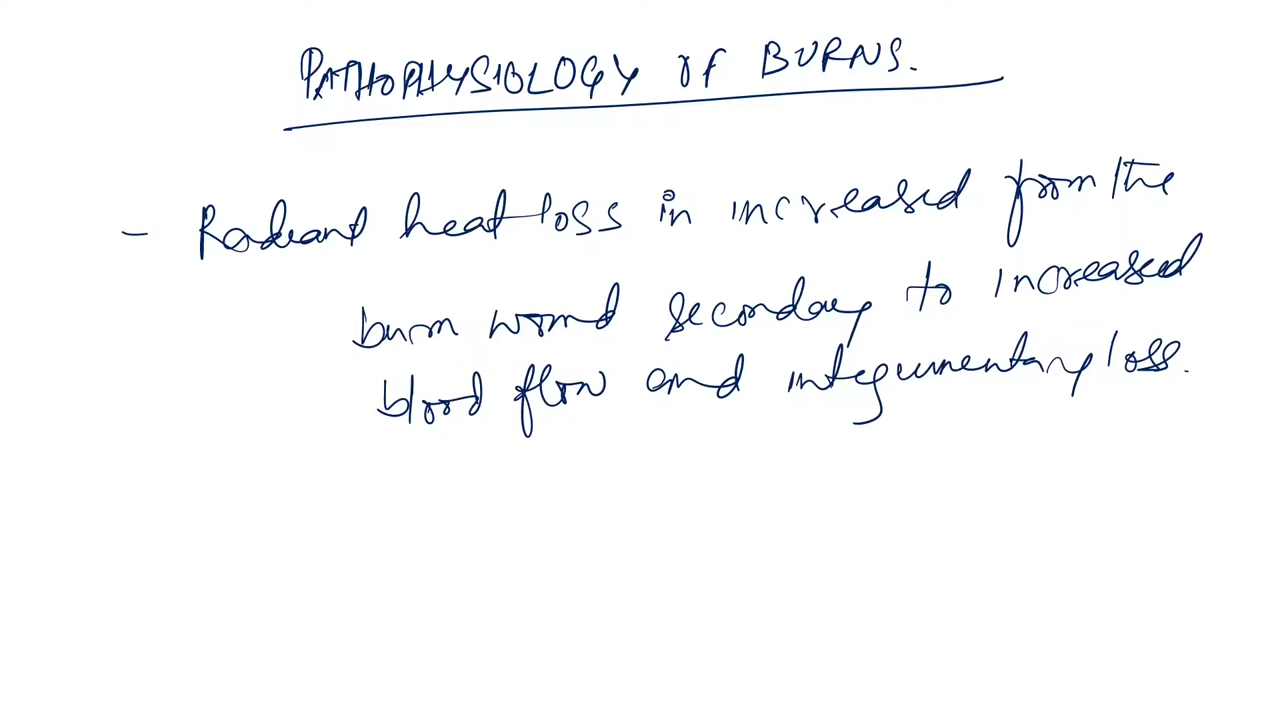 PATHOPHYSIOLOGY OF BURNS.
- Radiant heat loss in increased from the
burn wound secondary to increased
blood flow and integumentary loss.